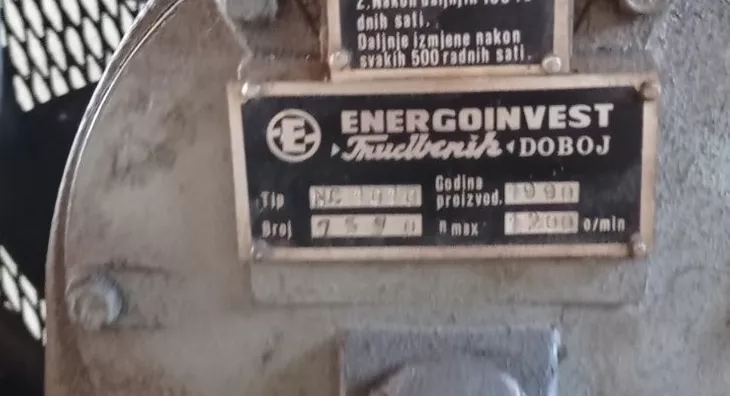 2.Nakon daljnjih
dnih sati.
Daljnje izmjene nakon
svakih 500 radnih sati.
E
ENERGOINVEST
Trudbenik DOBOJ
Tip
Godina
proizvod. 1990
Broj n max 1200 o/min